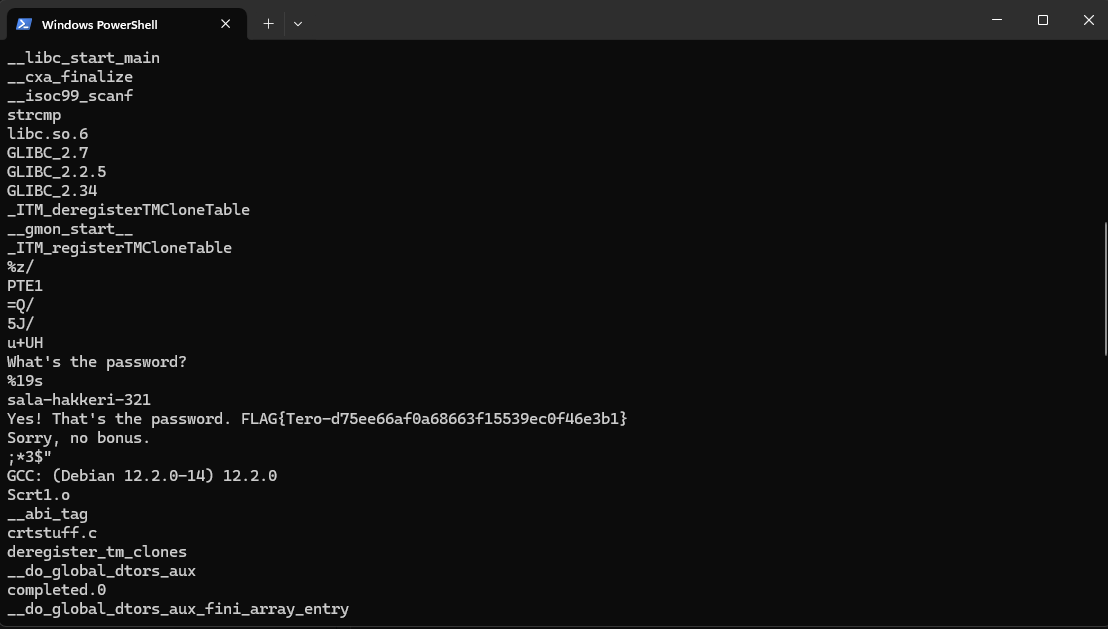 Windows PowerShell
__libc_start_main
__cxa_finalize
__isoc99_scanf
strcmp
libc.so.6
GLIBC_2.7
GLIBC_2.2.5
GLIBC_2.34
_ITM_deregisterTMCloneTable
__gmon_start__
_ITM_registerTMCloneTable
%z/
PTE1
=Q/
5J/
u+UH
What's the password?
%19s
sala-hakkeri-321
Yes! That's the password. FLAG{Tero-d75ee66af0a68663f15539ec0f46e3b1}
Sorry, no bonus.
;*3$"
GCC: (Debian 12.2.0-14) 12.2.0
Scrt1.o
__abi_tag
crtstuff.c
deregister_tm_clones
__do_global_dtors_aux
completed.0
__do_global_dtors_aux_fini_array_entry